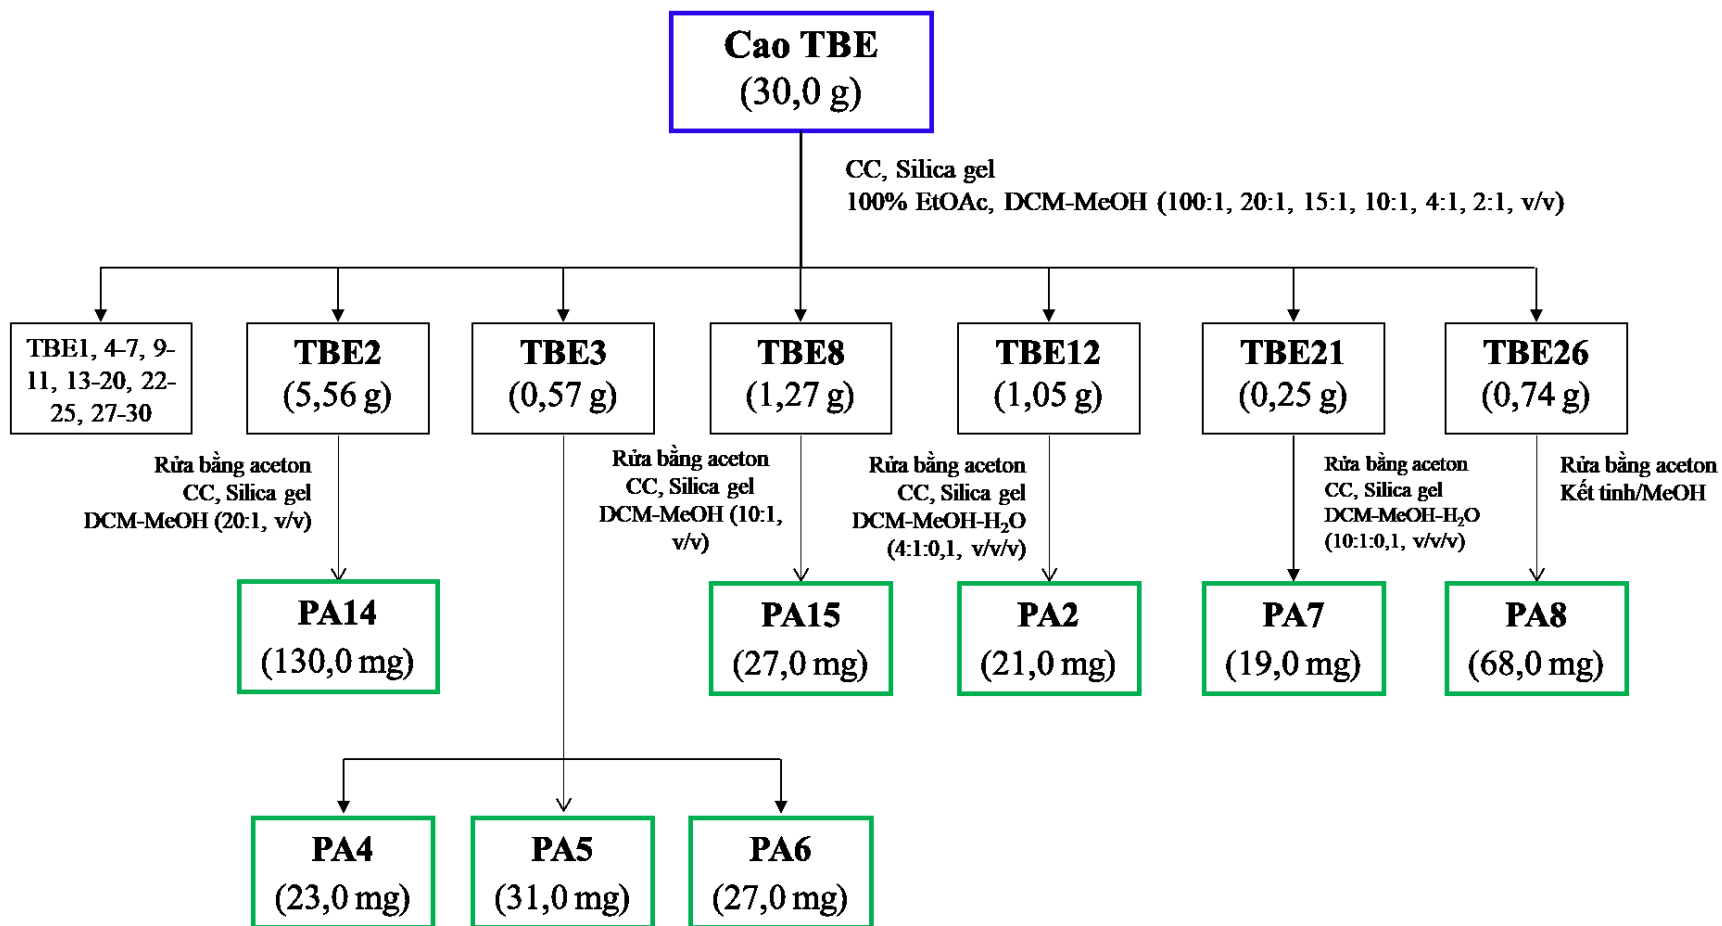 Cao TBE
(30,0 g)
CC, Silica gel
100% EtOAc, DCM-MeOH (100:1, 20:1, 15:1, 10:1, 4:1, 2:1, v/v)
TBE1, 4-7, 9-
11, 13-20, 22-
25, 27-30
TBE2
(5,56 g)
TBE3
(0,57 g)
TBE8
(1,27 g)
TBE12
(1,05 g)
TBE21
(0,25 g)
TBE26
(0,74 g)
Rửa bằng aceton
CC, Silica gel
DCM-MeOH (20:1, v/v)
Rửa bằng aceton
CC, Silica gel
DCM-MeOH (10:1,
v/v)
Rửa bằng aceton
CC, Silica gel
DCM-MeOH-H₂O
(4:1:0,1, v/v/v)
Rửa bằng aceton
CC, Silica gel
DCM-MeOH-H₂O
(10:1:0,1, v/v/v)
Rửa bằng aceton
Kết tinh/MeOH
PA14
(130,0 mg)
PA15
(27,0 mg)
PA2
(21,0 mg)
PA7
(19,0 mg)
PA8
(68,0 mg)
PA4
(23,0 mg)
PA5
(31,0 mg)
PA6
(27,0 mg)